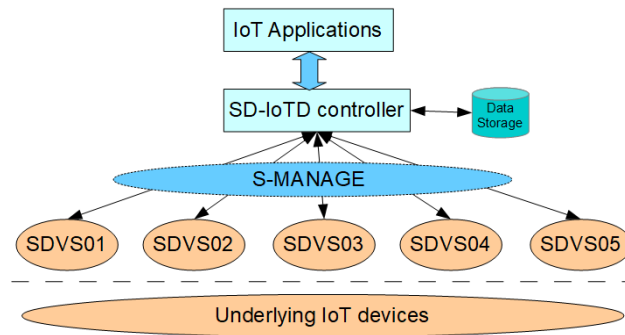 IoT Applications
SD-IoTD controller
Data
Storage
S-MANAGE
SDVS01
SDVS02
SDVS03
SDVS04
SDVS05
Underlying IoT devices